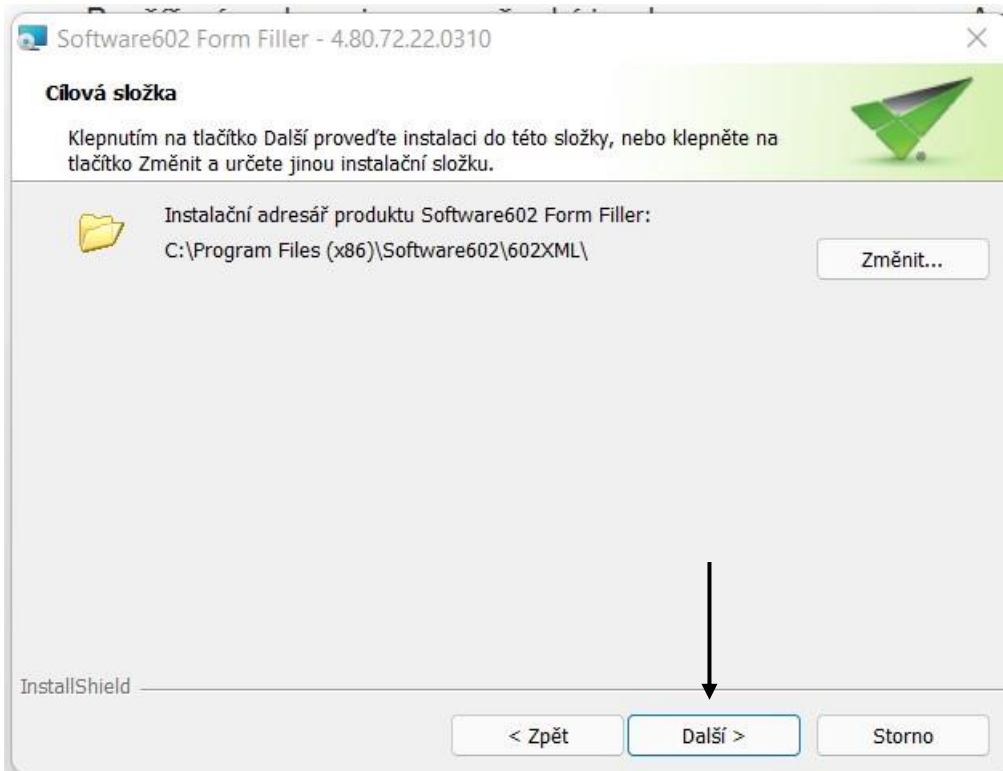 Software602 Form Filler - 4.80.72.22.0310
Cílová složka
Klepnutím na tlačítko Další proveďte instalaci do této složky, nebo klepněte na
tlačítko Změnit a určete jinou instalační složku.
Instalační adresář produktu Software602 Form Filler:
C:\Program Files (x86)\Software602\602XML\
Změnit...
InstallShield
< Zpět
Další >
Storno